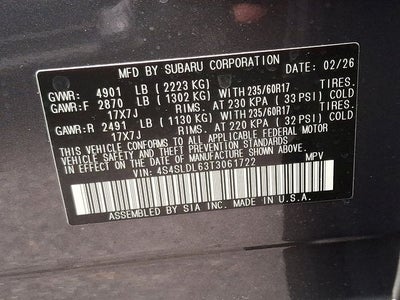 MFD BY SUBARU CORPORATION DATE: 02/26
GVWR: 4901 LB (2223 KG)
GAWR:F 2870 LB (1302 KG) WITH 235/60R17 TIRES.
17X7J RIMS. AT 230 KPA (33 PSI) COLD
GAWR:R 2491 LB (1130 KG) WITH 235/60R17 TIRES.
17X7J RIMS. AT 220 KPA (32 PSI) COLD
THIS VEHICLE CONFORMS TO ALL APPLICABLE FEDERAL MOTOR
VEHICLE SAFETY, BUMPER, AND THEFT PREVENTION STANDARDS
IN EFFECT ON THE DATE OF MANUFACTURE SHOWN ABOVE.
VIN: 4S4SLDL63T3061722 MPV
ASSEMBLED BY SIA INC. MADE IN U.S.A.